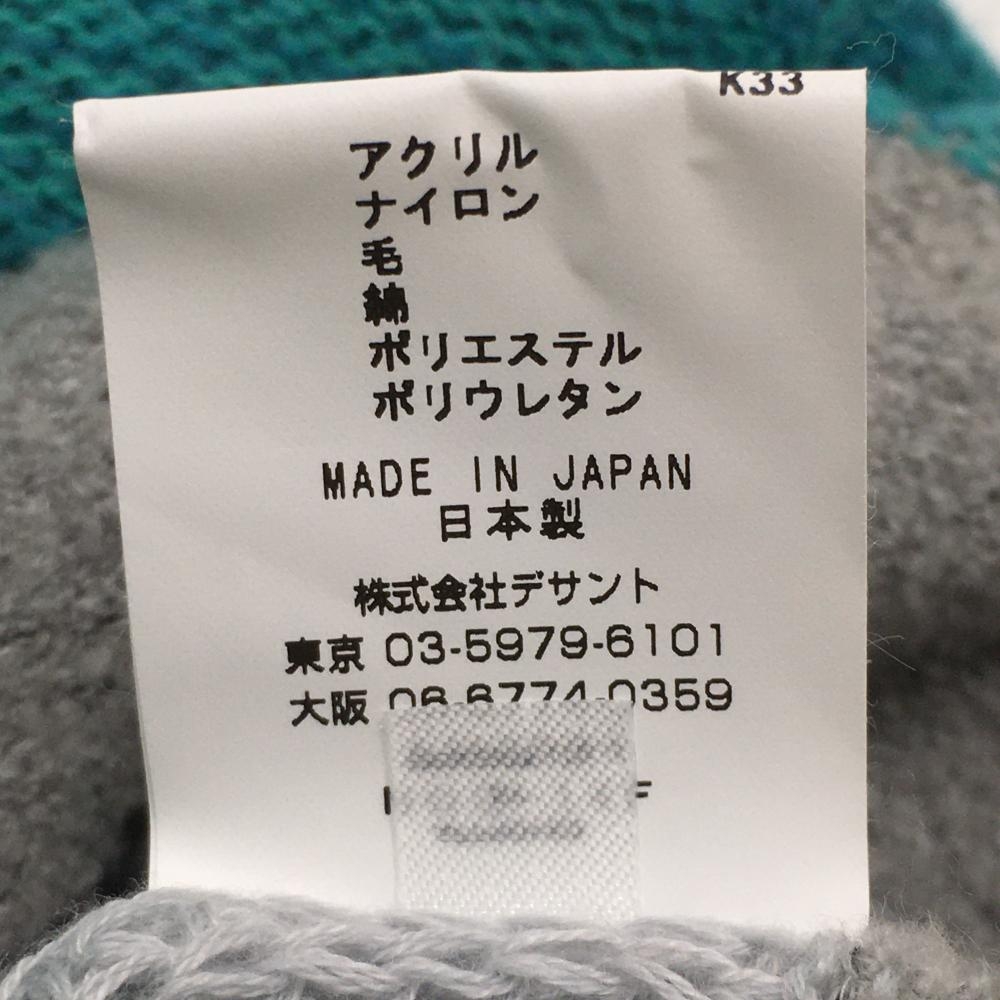 K33
アクリル
ナイロン
毛
綿
ポリエステル
ポリウレタン
MADE IN JAPAN
日本製
株式会社デサント
東京 03-5979-6101
大阪 06-6774-0359